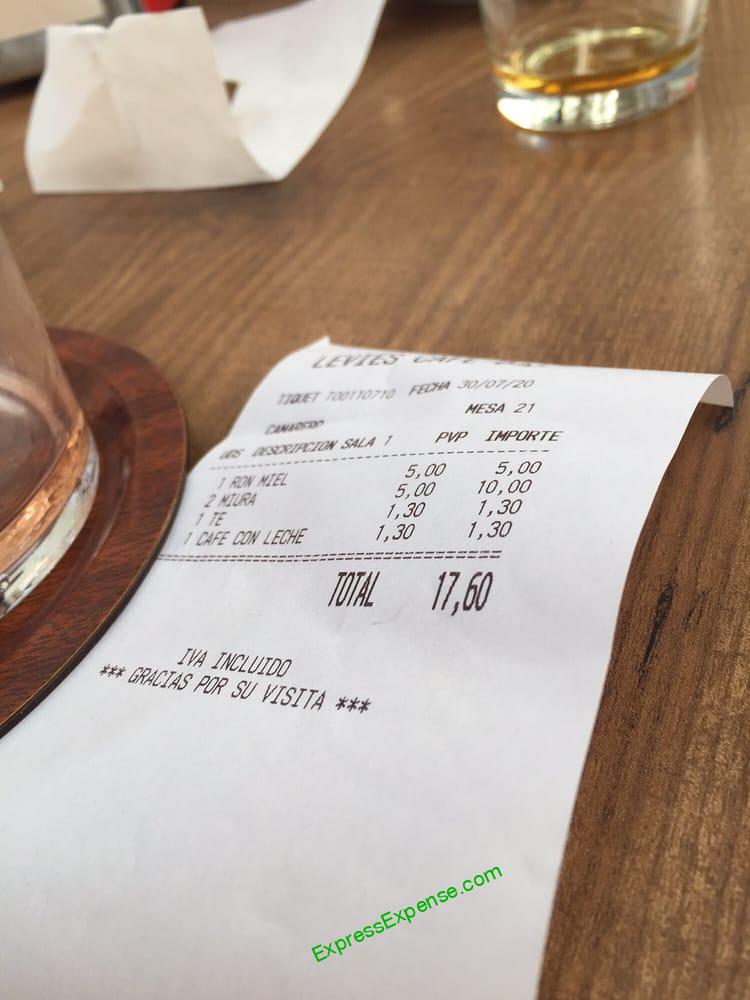 LEVIES CAFE
TIQUET T00110710 FECHA 30/07/20
MESA 21
CAMARERO
UDS DESCRIPCION SALA 1 PVP IMPORTE
1 RON MIEL 5,00 5,00
2 MIURA 5,00 10,00
1 TE 1,30 1,30
1 CAFE CON LECHE 1,30 1,30
TOTAL 17,60
IVA INCLUIDO
*** GRACIAS POR SU VISITA ***
ExpressExpense.com